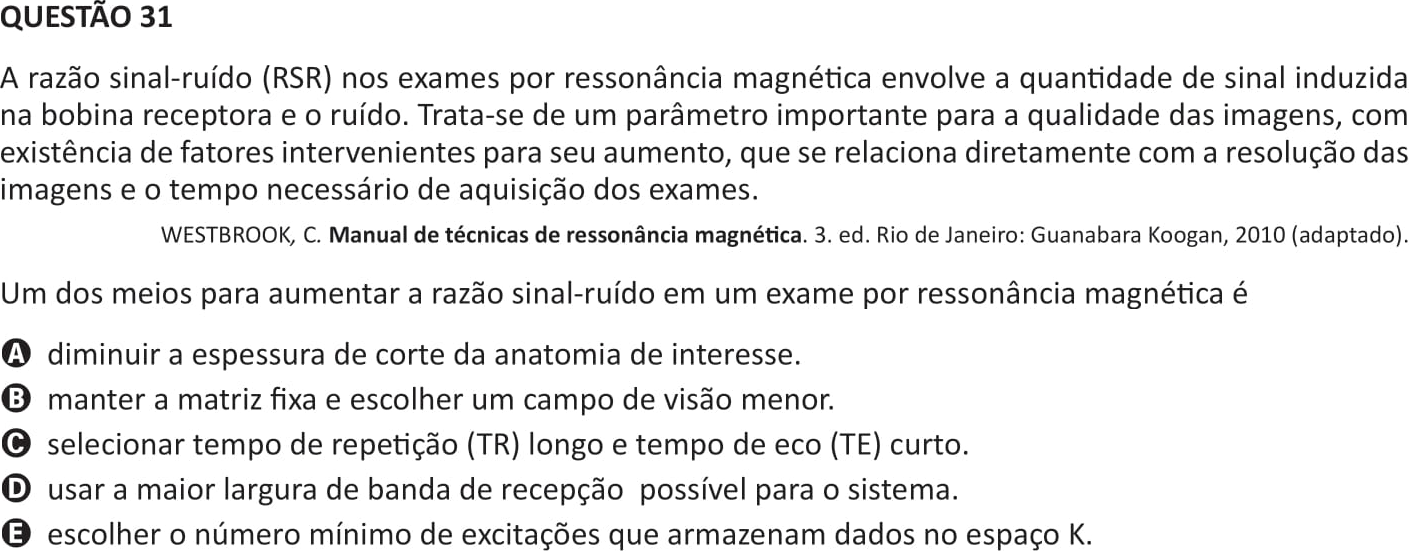 QUESTÃO 31
A razão sinal-ruído (RSR) nos exames por ressonância magnética envolve a quantidade de sinal induzida
na bobina receptora e o ruído. Trata-se de um parâmetro importante para a qualidade das imagens, com
existência de fatores intervenientes para seu aumento, que se relaciona diretamente com a resolução das
imagens e o tempo necessário de aquisição dos exames.
WESTBROOK, C. Manual de técnicas de ressonância magnética. 3. ed. Rio de Janeiro: Guanabara Koogan, 2010 (adaptado).
Um dos meios para aumentar a razão sinal-ruído em um exame por ressonância magnética é
A diminuir a espessura de corte da anatomia de interesse.
B manter a matriz fixa e escolher um campo de visão menor.
C selecionar tempo de repetição (TR) longo e tempo de eco (TE) curto.
D usar a maior largura de banda de recepção possível para o sistema.
E escolher o número mínimo de excitações que armazenam dados no espaço K.